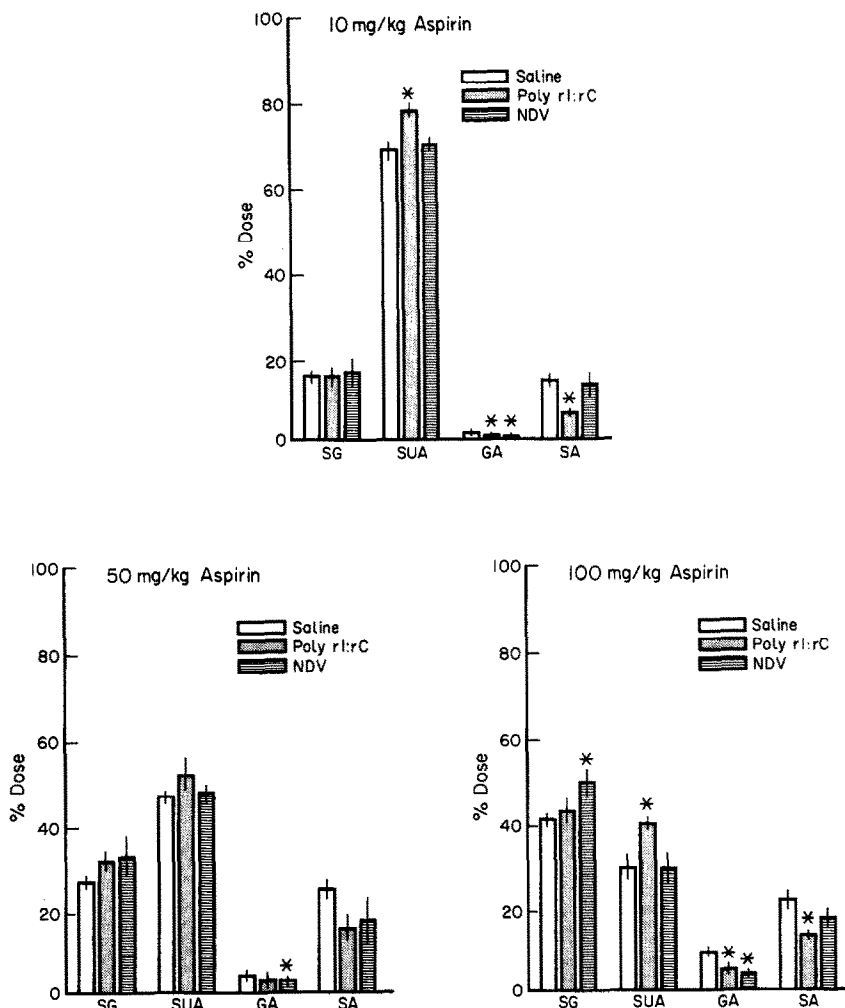 10 mg/kg Aspirin
Saline
Poly rI:rC
NDV
% Dose
100
80
60
40
20
0
* * * *
SG SUA GA SA
50 mg/kg Aspirin
Saline
Poly rI:rC
NDV
% Dose
100
80
60
40
20
0
*
SG SUA GA SA
100 mg/kg Aspirin
Saline
Poly rI:rC
NDV
% Dose
100
80
60
40
20
0
* * * * *
SG SUA GA SA